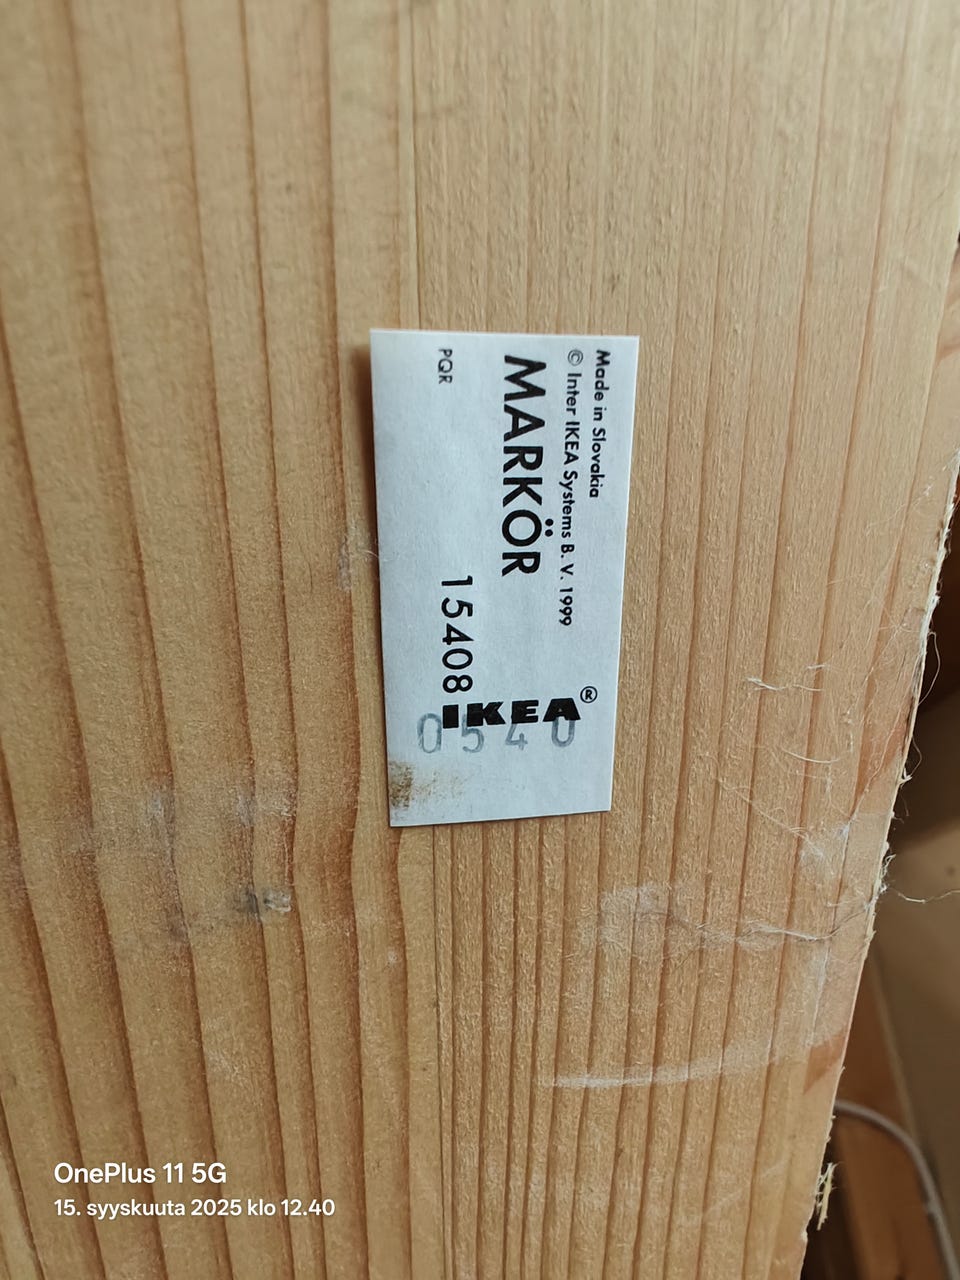 Made in Slovakia
© Inter IKEA Systems B. V. 1999
MARKÖR
PQR
15408
IKEA®
0540
OnePlus 11 5G
15. syyskuuta 2025 klo 12.40